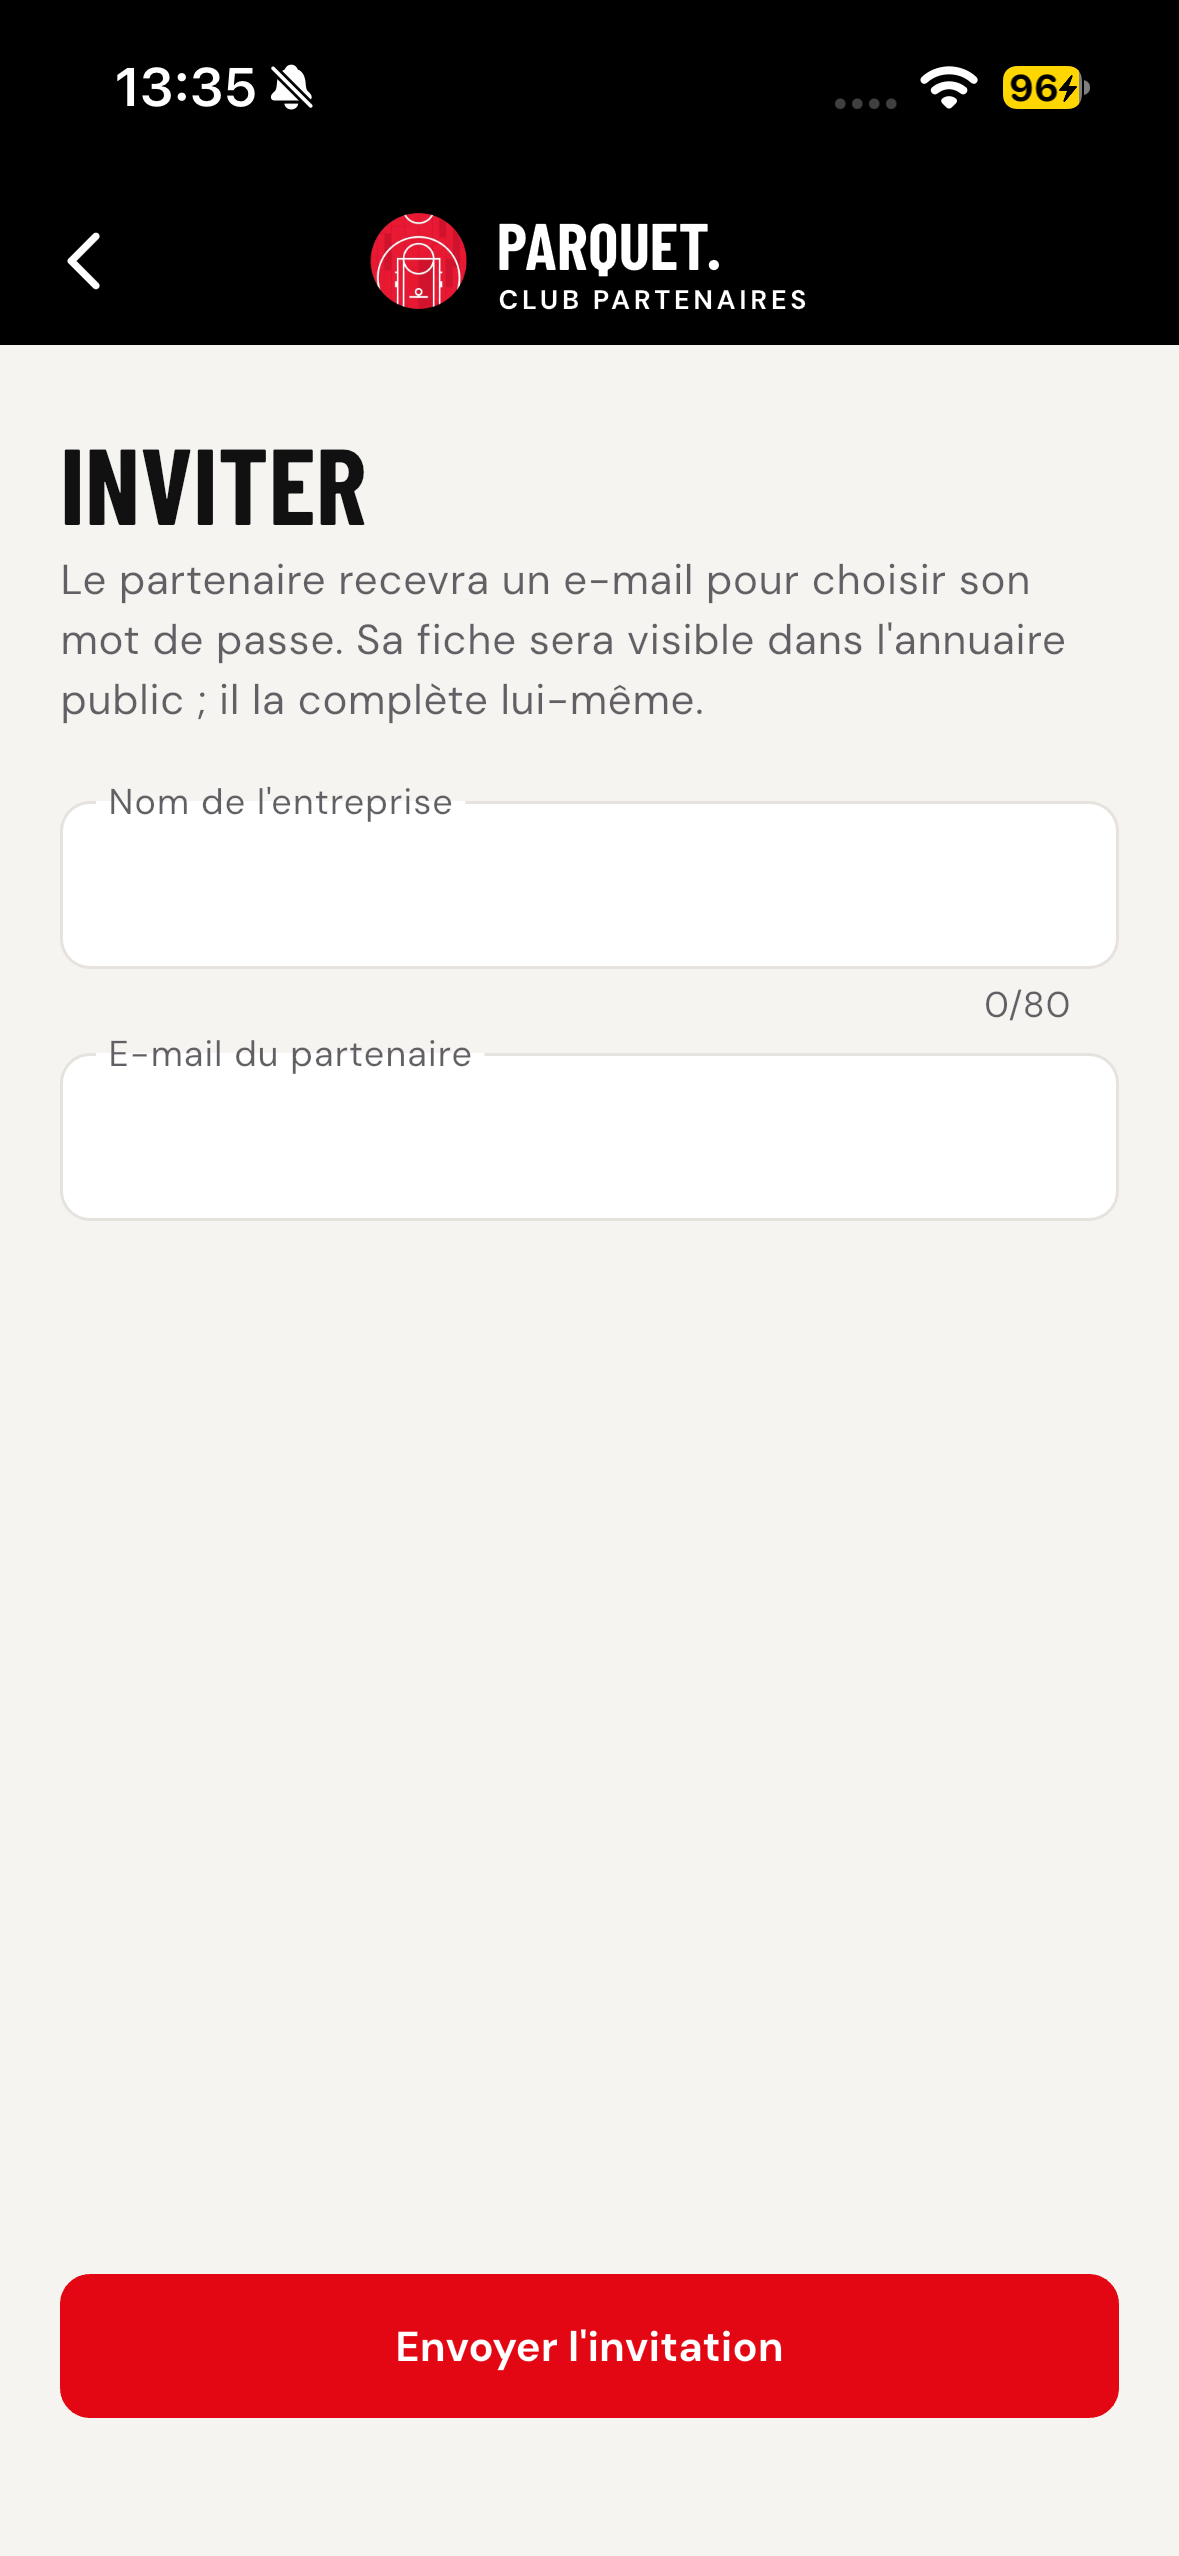 13:35
96
PARQUET.
CLUB PARTENAIRES
INVITER
Le partenaire recevra un e-mail pour choisir son
mot de passe. Sa fiche sera visible dans l'annuaire
public ; il la complète lui-même.
Nom de l'entreprise
0/80
E-mail du partenaire
Envoyer l'invitation